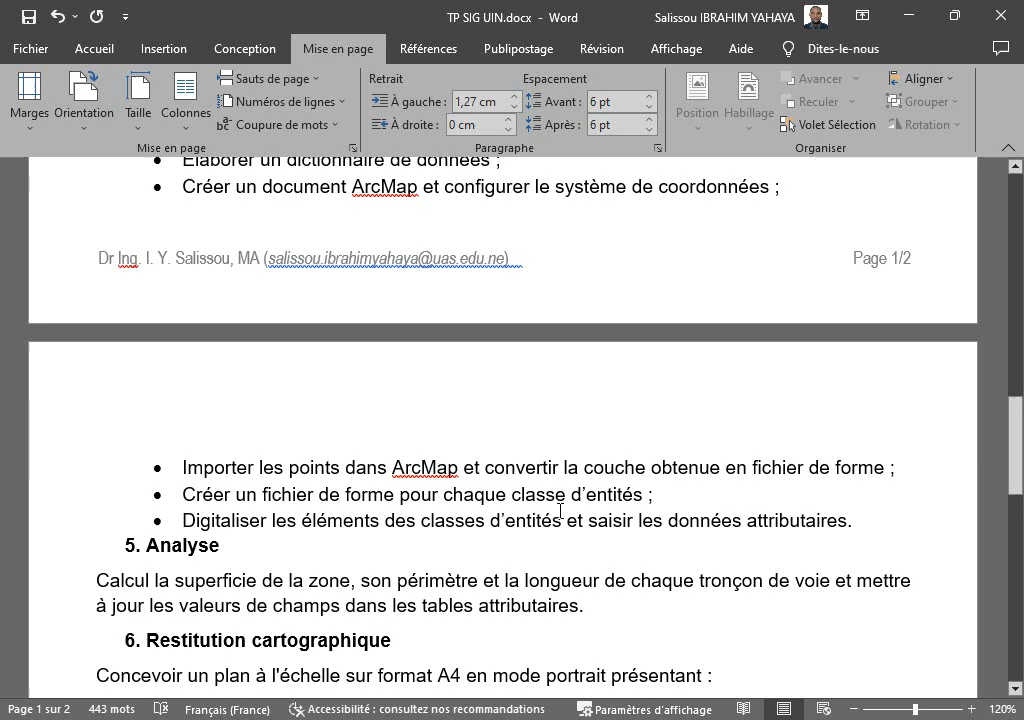 TP SIG UIN.docx - Word
Salissou IBRAHIM YAHAYA
Fichier Accueil Insertion Conception Mise en page Références Publipostage Révision Affichage Aide Dites-le-nous
Marges Orientation Taille Colonnes
Sauts de page
Numéros de lignes
Coupure de mots
Mise en page
Retrait Espacement
À gauche : 1,27 cm Avant : 6 pt
À droite : 0 cm Après : 6 pt
Paragraphe
Position Habillage
Avancer
Reculer
Volet Sélection
Aligner
Grouper
Rotation
Organiser
• Elaborer un dictionnaire de données ;
• Créer un document ArcMap et configurer le système de coordonnées ;
Dr Ing. I. Y. Salissou, MA (salissou.ibrahimyahaya@uas.edu.ne) Page 1/2
• Importer les points dans ArcMap et convertir la couche obtenue en fichier de forme ;
• Créer un fichier de forme pour chaque classe d’entités ;
• Digitaliser les éléments des classes d’entités et saisir les données attributaires.
5. Analyse
Calcul la superficie de la zone, son périmètre et la longueur de chaque tronçon de voie et mettre
à jour les valeurs de champs dans les tables attributaires.
6. Restitution cartographique
Concevoir un plan à l'échelle sur format A4 en mode portrait présentant :
Page 1 sur 2 443 mots Français (France) Accessibilité : consultez nos recommandations Paramètres d'affichage 120%